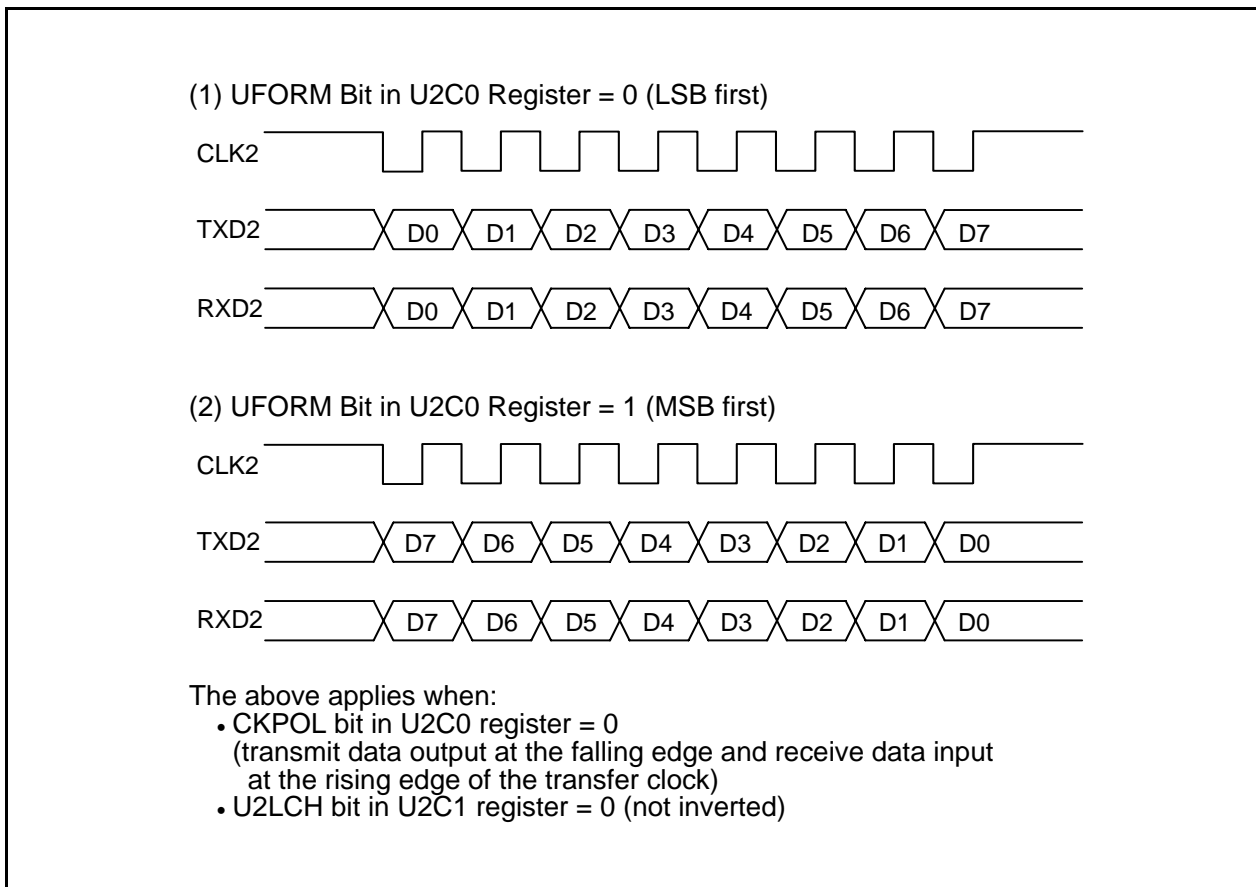 (1) UFORM Bit in U2C0 Register = 0 (LSB first)
CLK2
TXD2 D0 D1 D2 D3 D4 D5 D6 D7
RXD2 D0 D1 D2 D3 D4 D5 D6 D7
(2) UFORM Bit in U2C0 Register = 1 (MSB first)
CLK2
TXD2 D7 D6 D5 D4 D3 D2 D1 D0
RXD2 D7 D6 D5 D4 D3 D2 D1 D0
The above applies when:
• CKPOL bit in U2C0 register = 0
(transmit data output at the falling edge and receive data input
at the rising edge of the transfer clock)
• U2LCH bit in U2C1 register = 0 (not inverted)